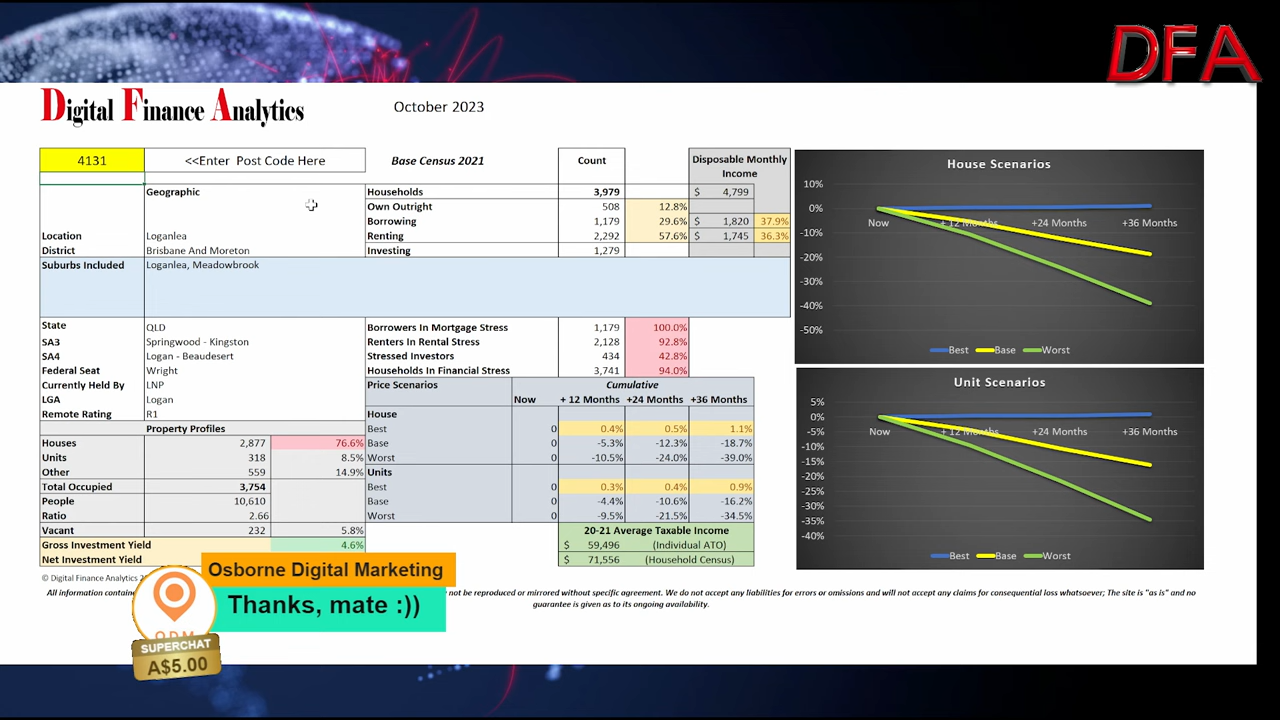 DFA
Digital Finance Analytics October 2023
4131 <<Enter Post Code Here Base Census 2021 Count Disposable Monthly Income
Geographic Households 3,979 $ 4,799
Own Outright 508 12.8%
Borrowing 1,179 29.6% $ 1,820 37.9%
Location Loganlea Renting 2,292 57.6% $ 1,745 36.3%
District Brisbane And Moreton Investing 1,279
Suburbs Included Loganlea, Meadowbrook
State QLD Borrowers In Mortgage Stress 1,179 100.0%
SA3 Springwood - Kingston Renters In Rental Stress 2,128 92.8%
SA4 Logan - Beaudesert Stressed Investors 434 42.8%
Federal Seat Wright Households In Financial Stress 3,741 94.0%
Currently Held By LNP Price Scenarios Cumulative
LGA Logan Now + 12 Months +24 Months +36 Months
Remote Rating R1 House
Property Profiles Best 0 0.4% 0.5% 1.1%
Houses 2,877 76.6% Base 0 -5.3% -12.3% -18.7%
Units 318 8.5% Worst 0 -10.5% -24.0% -39.0%
Other 559 14.9% Units
Total Occupied 3,754 Best 0 0.3% 0.4% 0.9%
People 10,610 Base 0 -4.4% -10.6% -16.2%
Ratio 2.66 Worst 0 -9.5% -21.5% -34.5%
Vacant 232 5.8% 20-21 Average Taxable Income
Gross Investment Yield 4.6% $ 59,496 (Individual ATO)
Net Investment Yield $ 71,556 (Household Census)
© Digital Finance Analytics
All information not be reproduced or mirrored without specific agreement. We do not accept any liabilities for errors or omissions and will not accept any claims for consequential loss whatsoever; The site is "as is" and no
guarantee is given as to its ongoing availability.
House Scenarios
10%
0%
Now + 12 Months +24 Months +36 Months
-10%
-20%
-30%
-40%
-50%
Best Base Worst
Unit Scenarios
5%
0%
Now + 12 Months +24 Months +36 Months
-5%
-10%
-15%
-20%
-25%
-30%
-35%
-40%
Best Base Worst
Osborne Digital Marketing
Thanks, mate :))
ODM
SUPERCHAT
A$5.00